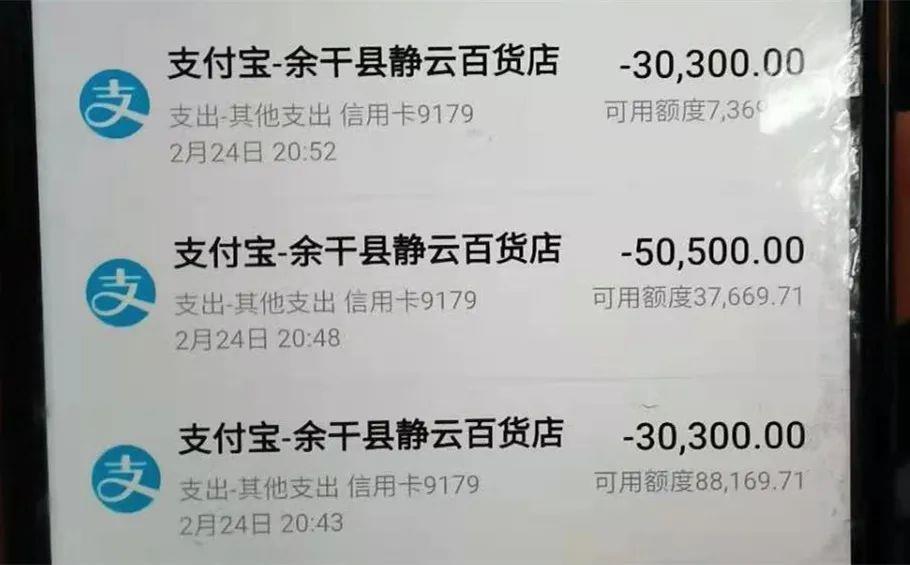 支付宝-余干县静云百货店
-30,300.00
支出-其他支出 信用卡9179
可用额度7,369
2月24日 20:52
支付宝-余干县静云百货店
-50,500.00
支出-其他支出 信用卡9179
可用额度37,669.71
2月24日 20:48
支付宝-余干县静云百货店
-30,300.00
支出-其他支出 信用卡9179
可用额度88,169.71
2月24日 20:43
支
支
支